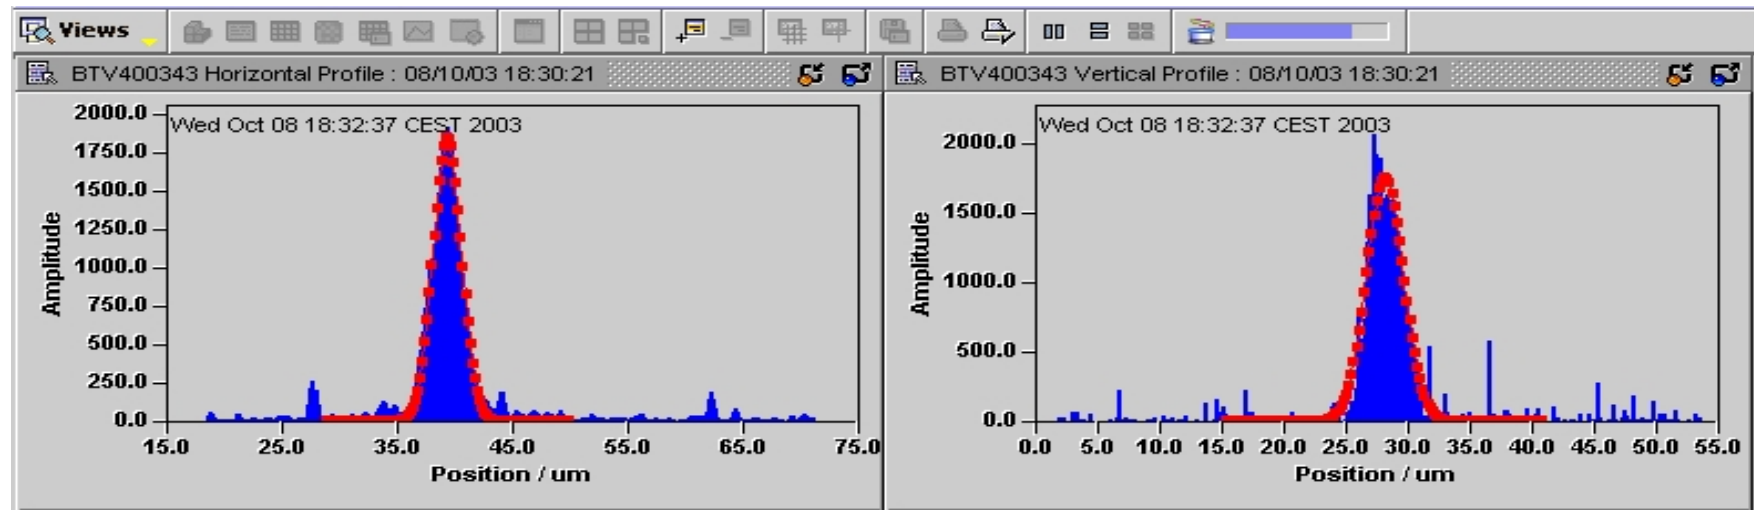 Views
BTV400343 Horizontal Profile : 08/10/03 18:30:21
Wed Oct 08 18:32:37 CEST 2003
Amplitude
2000.0
1750.0
1500.0
1250.0
1000.0
750.0
500.0
250.0
0.0
15.0 25.0 35.0 45.0 55.0 65.0 75.0
Position / um
BTV400343 Vertical Profile : 08/10/03 18:30:21
Wed Oct 08 18:32:37 CEST 2003
Amplitude
2000.0
1500.0
1000.0
500.0
0.0
0.0 5.0 10.0 15.0 20.0 25.0 30.0 35.0 40.0 45.0 50.0 55.0
Position / um